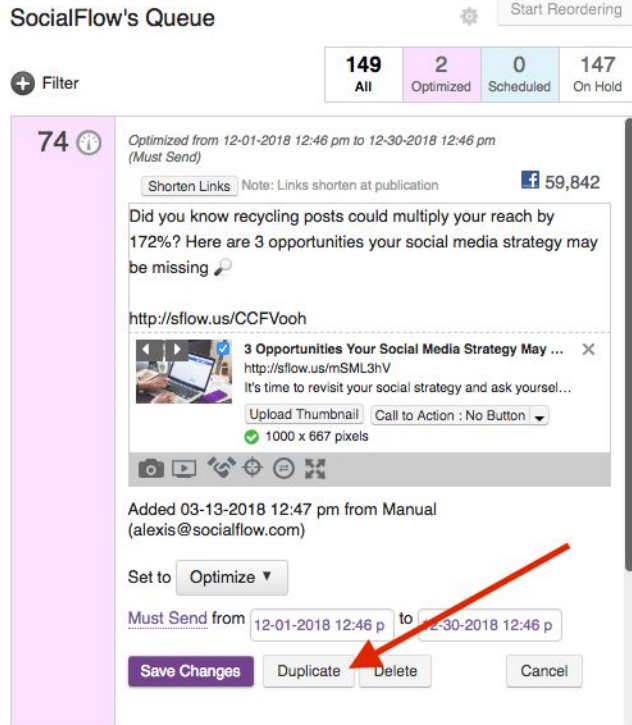 SocialFlow's Queue
Start Reordering
Filter
149
All
2
Optimized
0
Scheduled
147
On Hold
74
Optimized from 12-01-2018 12:46 pm to 12-30-2018 12:46 pm
(Must Send)
Shorten Links Note: Links shorten at publication
59,842
Did you know recycling posts could multiply your reach by
172%? Here are 3 opportunities your social media strategy may
be missing 🔎
http://sflow.us/CCFVooh
3 Opportunities Your Social Media Strategy May ...
http://sflow.us/mSML3hV
It's time to revisit your social strategy and ask yoursel...
Upload Thumbnail Call to Action : No Button
1000 x 667 pixels
Added 03-13-2018 12:47 pm from Manual
(alexis@socialflow.com)
Set to Optimize ▼
Must Send from 12-01-2018 12:46 p to 12-30-2018 12:46 p
Save Changes Duplicate Delete Cancel